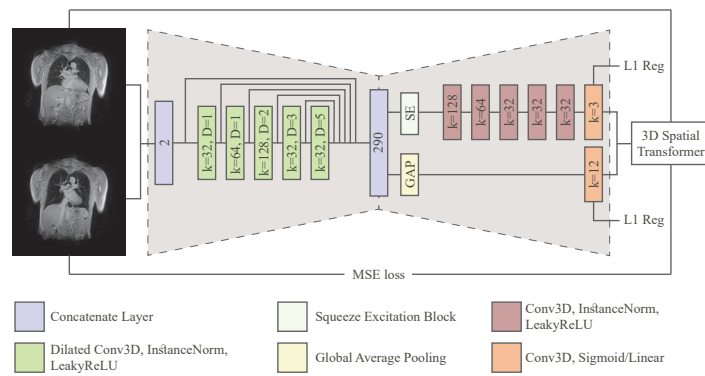 L1 Reg
2
k=32, D=1
k=64, D=1
k=128, D=2
k=32, D=3
k=32, D=5
290
SE
GAP
k=128
k=64
k=32
k=32
k=32
k=3
k=12
3D Spatial
Transformer
L1 Reg
MSE loss
Concatenate Layer
Squeeze Excitation Block
Conv3D, InstanceNorm,
LeakyReLU
Dilated Conv3D, InstanceNorm,
LeakyReLU
Global Average Pooling
Conv3D, Sigmoid/Linear